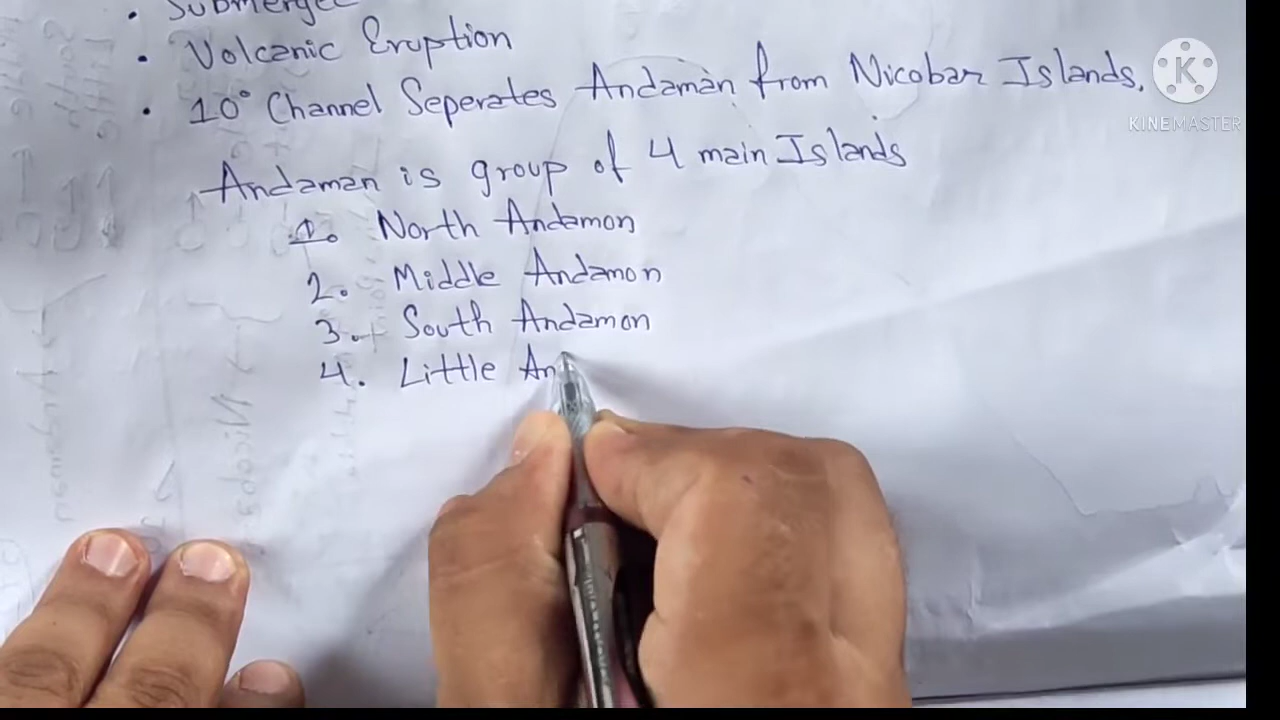 • Submerged
• Volcanic Eruption
• 10° Channel Seperates Andaman from Nicobar Islands.
Andaman is group of 4 main Islands
1. North Andamon
2. Middle Andamon
3. South Andamon
4. Little An
K
KINEMASTER